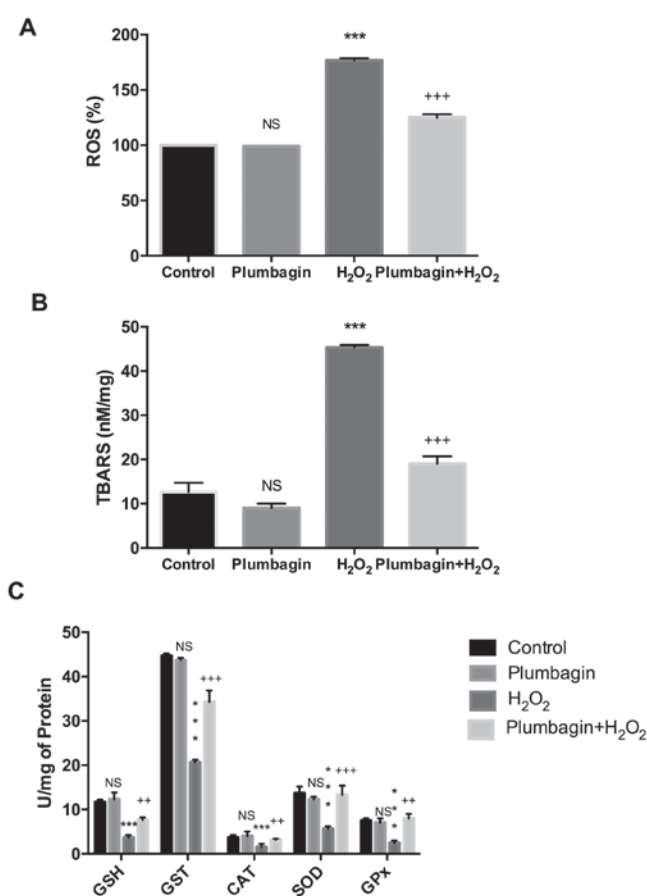 A
200
***
150
+++
ROS (%)
NS
100
50
0
Control Plumbagin H₂O₂ Plumbagin+H₂O₂
B
50
***
40
TBARS (nM/mg)
30
+++
20
NS
10
0
Control Plumbagin H₂O₂ Plumbagin+H₂O₂
C
50
NS
Control
Plumbagin
H₂O₂
Plumbagin+H₂O₂
40
+++
U/mg of Protein
30
***
20
NS *** +++
NS *** ++
10
NS *** ++
NS *** ++
0
GSH GST CAT SOD GPx